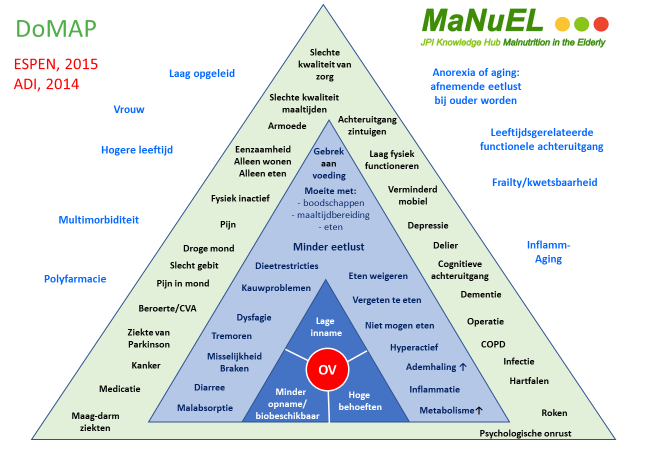 DoMAP
ESPEN, 2015
ADI, 2014
MaNuEL
JPI Knowledge Hub Malnutrition in the Elderly
Laag opgeleid
Vrouw
Hogere leeftijd
Multimorbiditeit
Polyfarmacie
Anorexia of aging:
afnemende eetlust
bij ouder worden
Leeftijdsgerelateerde
functionele achteruitgang
Frailty/kwetsbaarheid
Inflamm-
Aging
Slechte
kwaliteit van
zorg
Slechte kwaliteit
maaltijden
Armoede
Eenzaamheid
Alleen wonen
Alleen eten
Fysiek inactief
Pijn
Droge mond
Slecht gebit
Pijn in mond
Beroerte/CVA
Ziekte van
Parkinson
Kanker
Medicatie
Maag-darm
ziekten
Achteruitgang
zintuigen
Laag fysiek
functioneren
Verminderd
mobiel
Depressie
Delier
Cognitieve
achteruitgang
Dementie
Operatie
COPD
Infectie
Hartfalen
Roken
Psychologische onrust
Gebrek
aan
voeding
Moeite met:
- boodschappen
- maaltijdbereiding
- eten
Minder eetlust
Dieetrestricties
Kauwproblemen
Dysfagie
Tremoren
Misselijkheid
Braken
Diarree
Malabsorptie
Eten weigeren
Vergeten te eten
Niet mogen eten
Hyperactief
Ademhaling ↑
Inflammatie
Metabolisme↑
Lage
inname
OV
Minder
opname/
biobeschikbaar
Hoge
behoeften